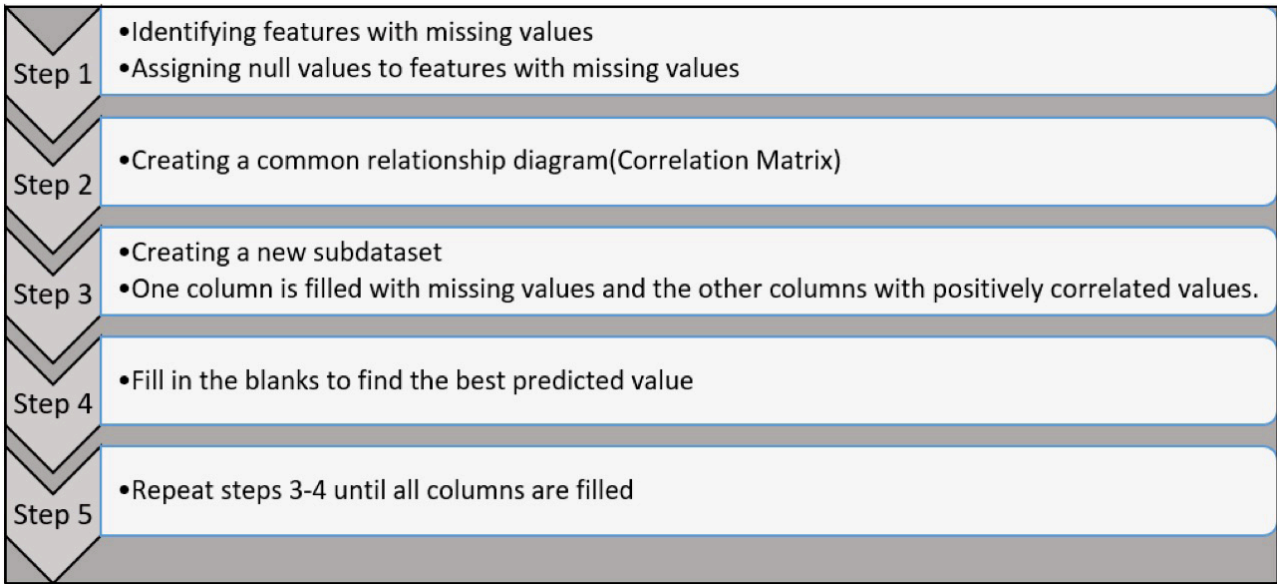 Step 1
•Identifying features with missing values
•Assigning null values to features with missing values
Step 2
•Creating a common relationship diagram(Correlation Matrix)
Step 3
•Creating a new subdataset
•One column is filled with missing values and the other columns with positively correlated values.
Step 4
•Fill in the blanks to find the best predicted value
Step 5
•Repeat steps 3-4 until all columns are filled